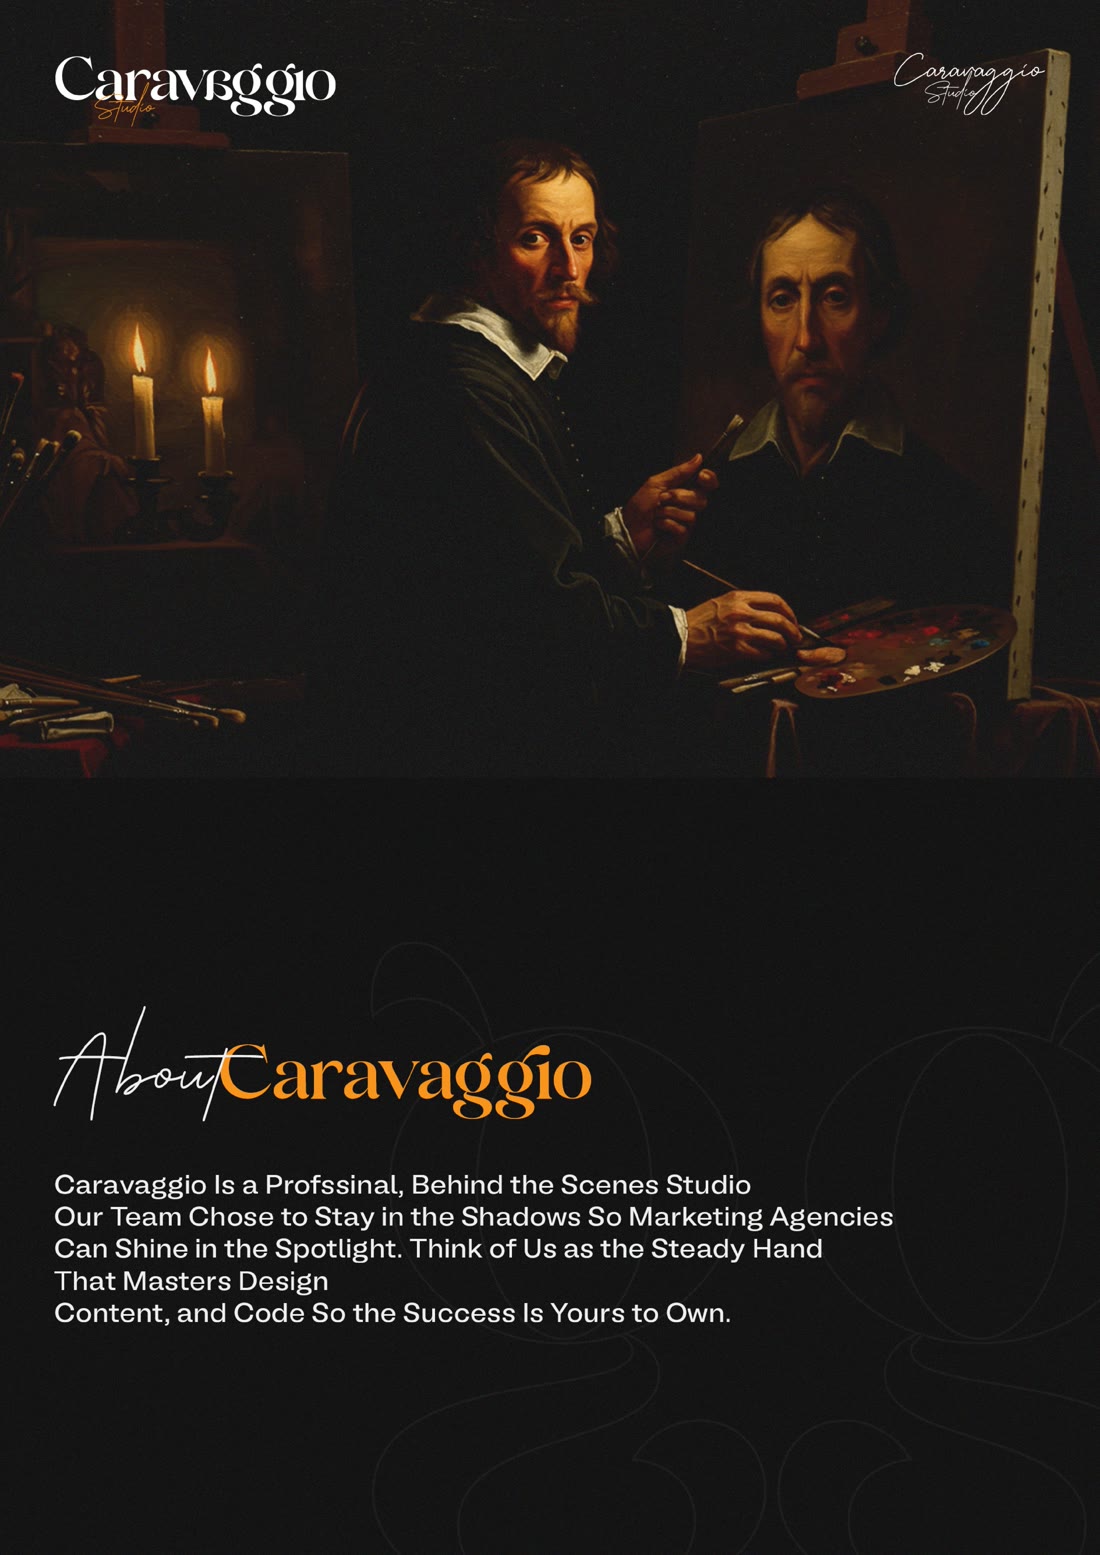 Caravaggio
Studio
Caravaggio
Studio
About Caravaggio
Caravaggio Is a Profssinal, Behind the Scenes Studio
Our Team Chose to Stay in the Shadows So Marketing Agencies
Can Shine in the Spotlight. Think of Us as the Steady Hand
That Masters Design
Content, and Code So the Success Is Yours to Own.